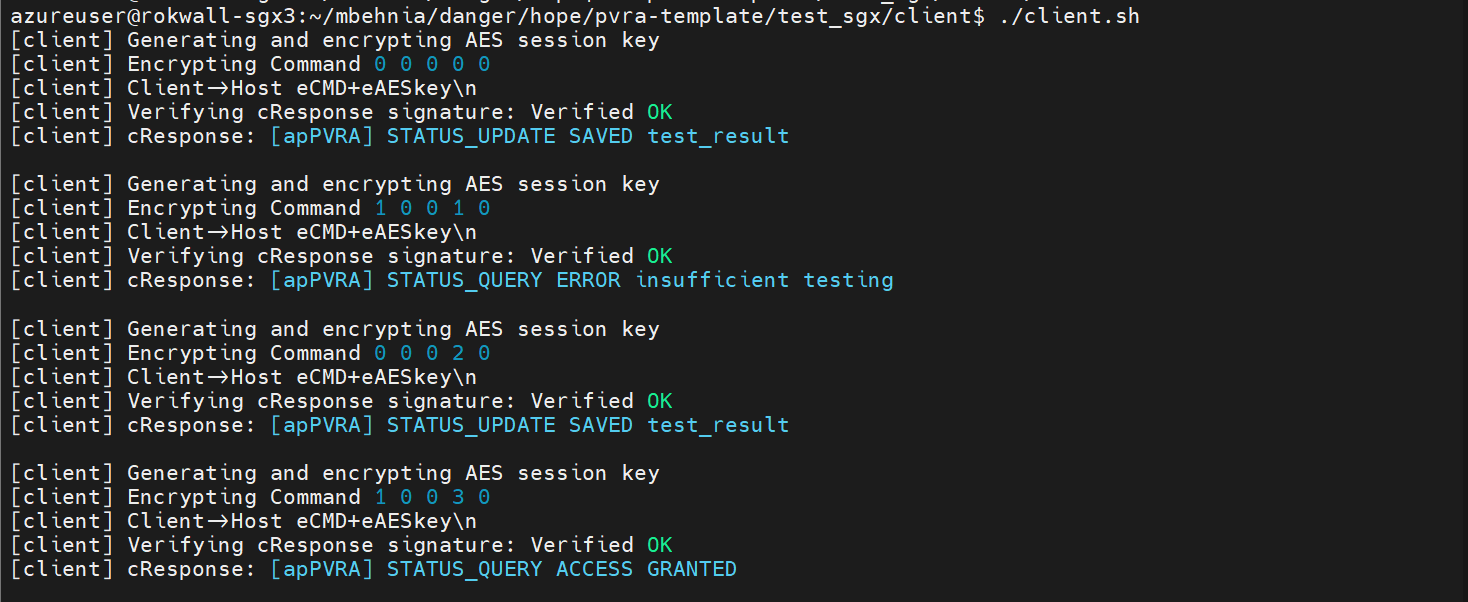 azureuser@rokwall-sgx3:~/mbehnia/danger/hope/pvra-template/test_sgx/client$ ./client.sh
[client] Generating and encrypting AES session key
[client] Encrypting Command 0 0 0 0 0
[client] Client→Host eCMD+eAESkey\n
[client] Verifying cResponse signature: Verified OK
[client] cResponse: [apPVRA] STATUS_UPDATE SAVED test_result
[client] Generating and encrypting AES session key
[client] Encrypting Command 1 0 0 1 0
[client] Client→Host eCMD+eAESkey\n
[client] Verifying cResponse signature: Verified OK
[client] cResponse: [apPVRA] STATUS_QUERY ERROR insufficient testing
[client] Generating and encrypting AES session key
[client] Encrypting Command 0 0 0 2 0
[client] Client→Host eCMD+eAESkey\n
[client] Verifying cResponse signature: Verified OK
[client] cResponse: [apPVRA] STATUS_UPDATE SAVED test_result
[client] Generating and encrypting AES session key
[client] Encrypting Command 1 0 0 3 0
[client] Client→Host eCMD+eAESkey\n
[client] Verifying cResponse signature: Verified OK
[client] cResponse: [apPVRA] STATUS_QUERY ACCESS GRANTED